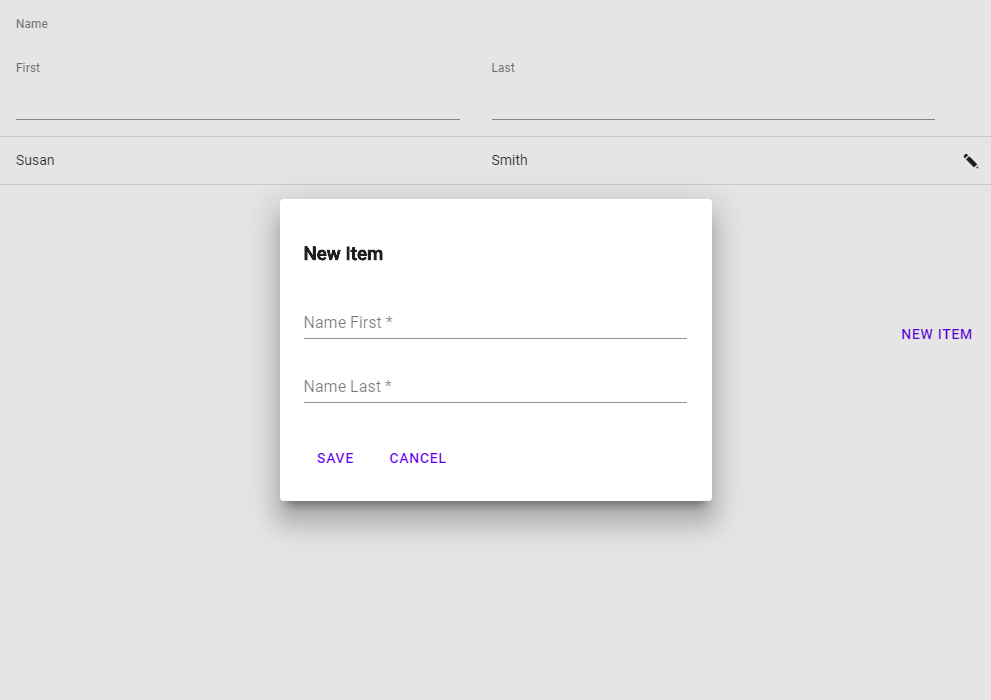 Name
First Last
Susan Smith
New Item
Name First *
NEW ITEM
Name Last *
SAVE CANCEL